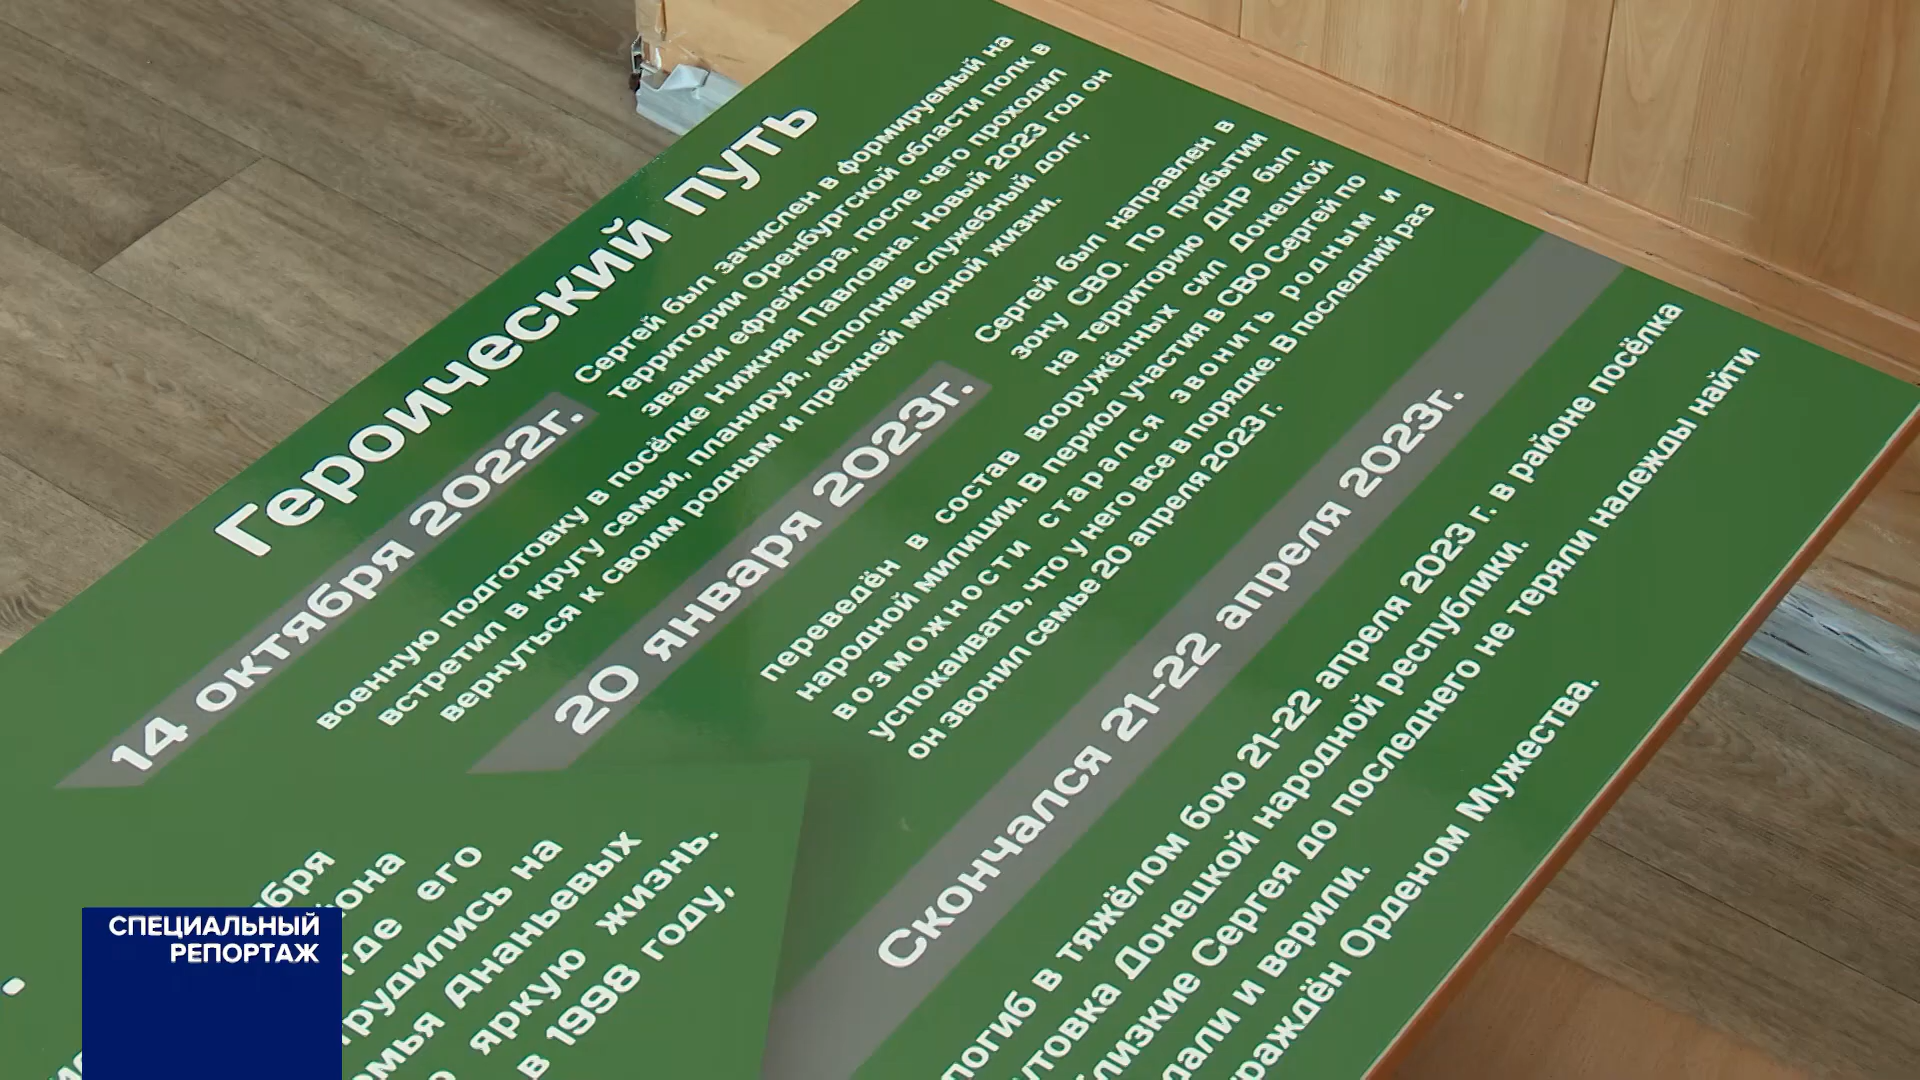 Героический путь
14 октября 2022г.
Сергей был зачислен в формируемый на
территории Оренбургской области полк в
звании ефрейтора, после чего проходил
военную подготовку в посёлке Нижняя Павловна. Новый 2023 год он
встретил в кругу семьи, планируя, исполнив служебный долг,
вернуться к своим родным и прежней мирной жизни.
20 января 2023г.
Сергей был направлен в
зону СВО. По прибытии
на территорию ДНР был
переведён в состав вооружённых сил Донецкой
народной милиции. В период участия в СВО Сергей по
возможности старался звонить родным и
успокаивать, что у него все в порядке. В последний раз
он звонил семье 20 апреля 2023 г.
Скончался 21-22 апреля 2023г.
погиб в тяжёлом бою 21-22 апреля 2023 г. в районе посёлка
Донецкой народной республики.
Сергея до последнего не теряли надежды найти
и верили.
Орденом Мужества.
где его
трудились на
Ананьевых
яркую жизнь.
в 1998 году,
СПЕЦИАЛЬНЫЙ
РЕПОРТАЖ